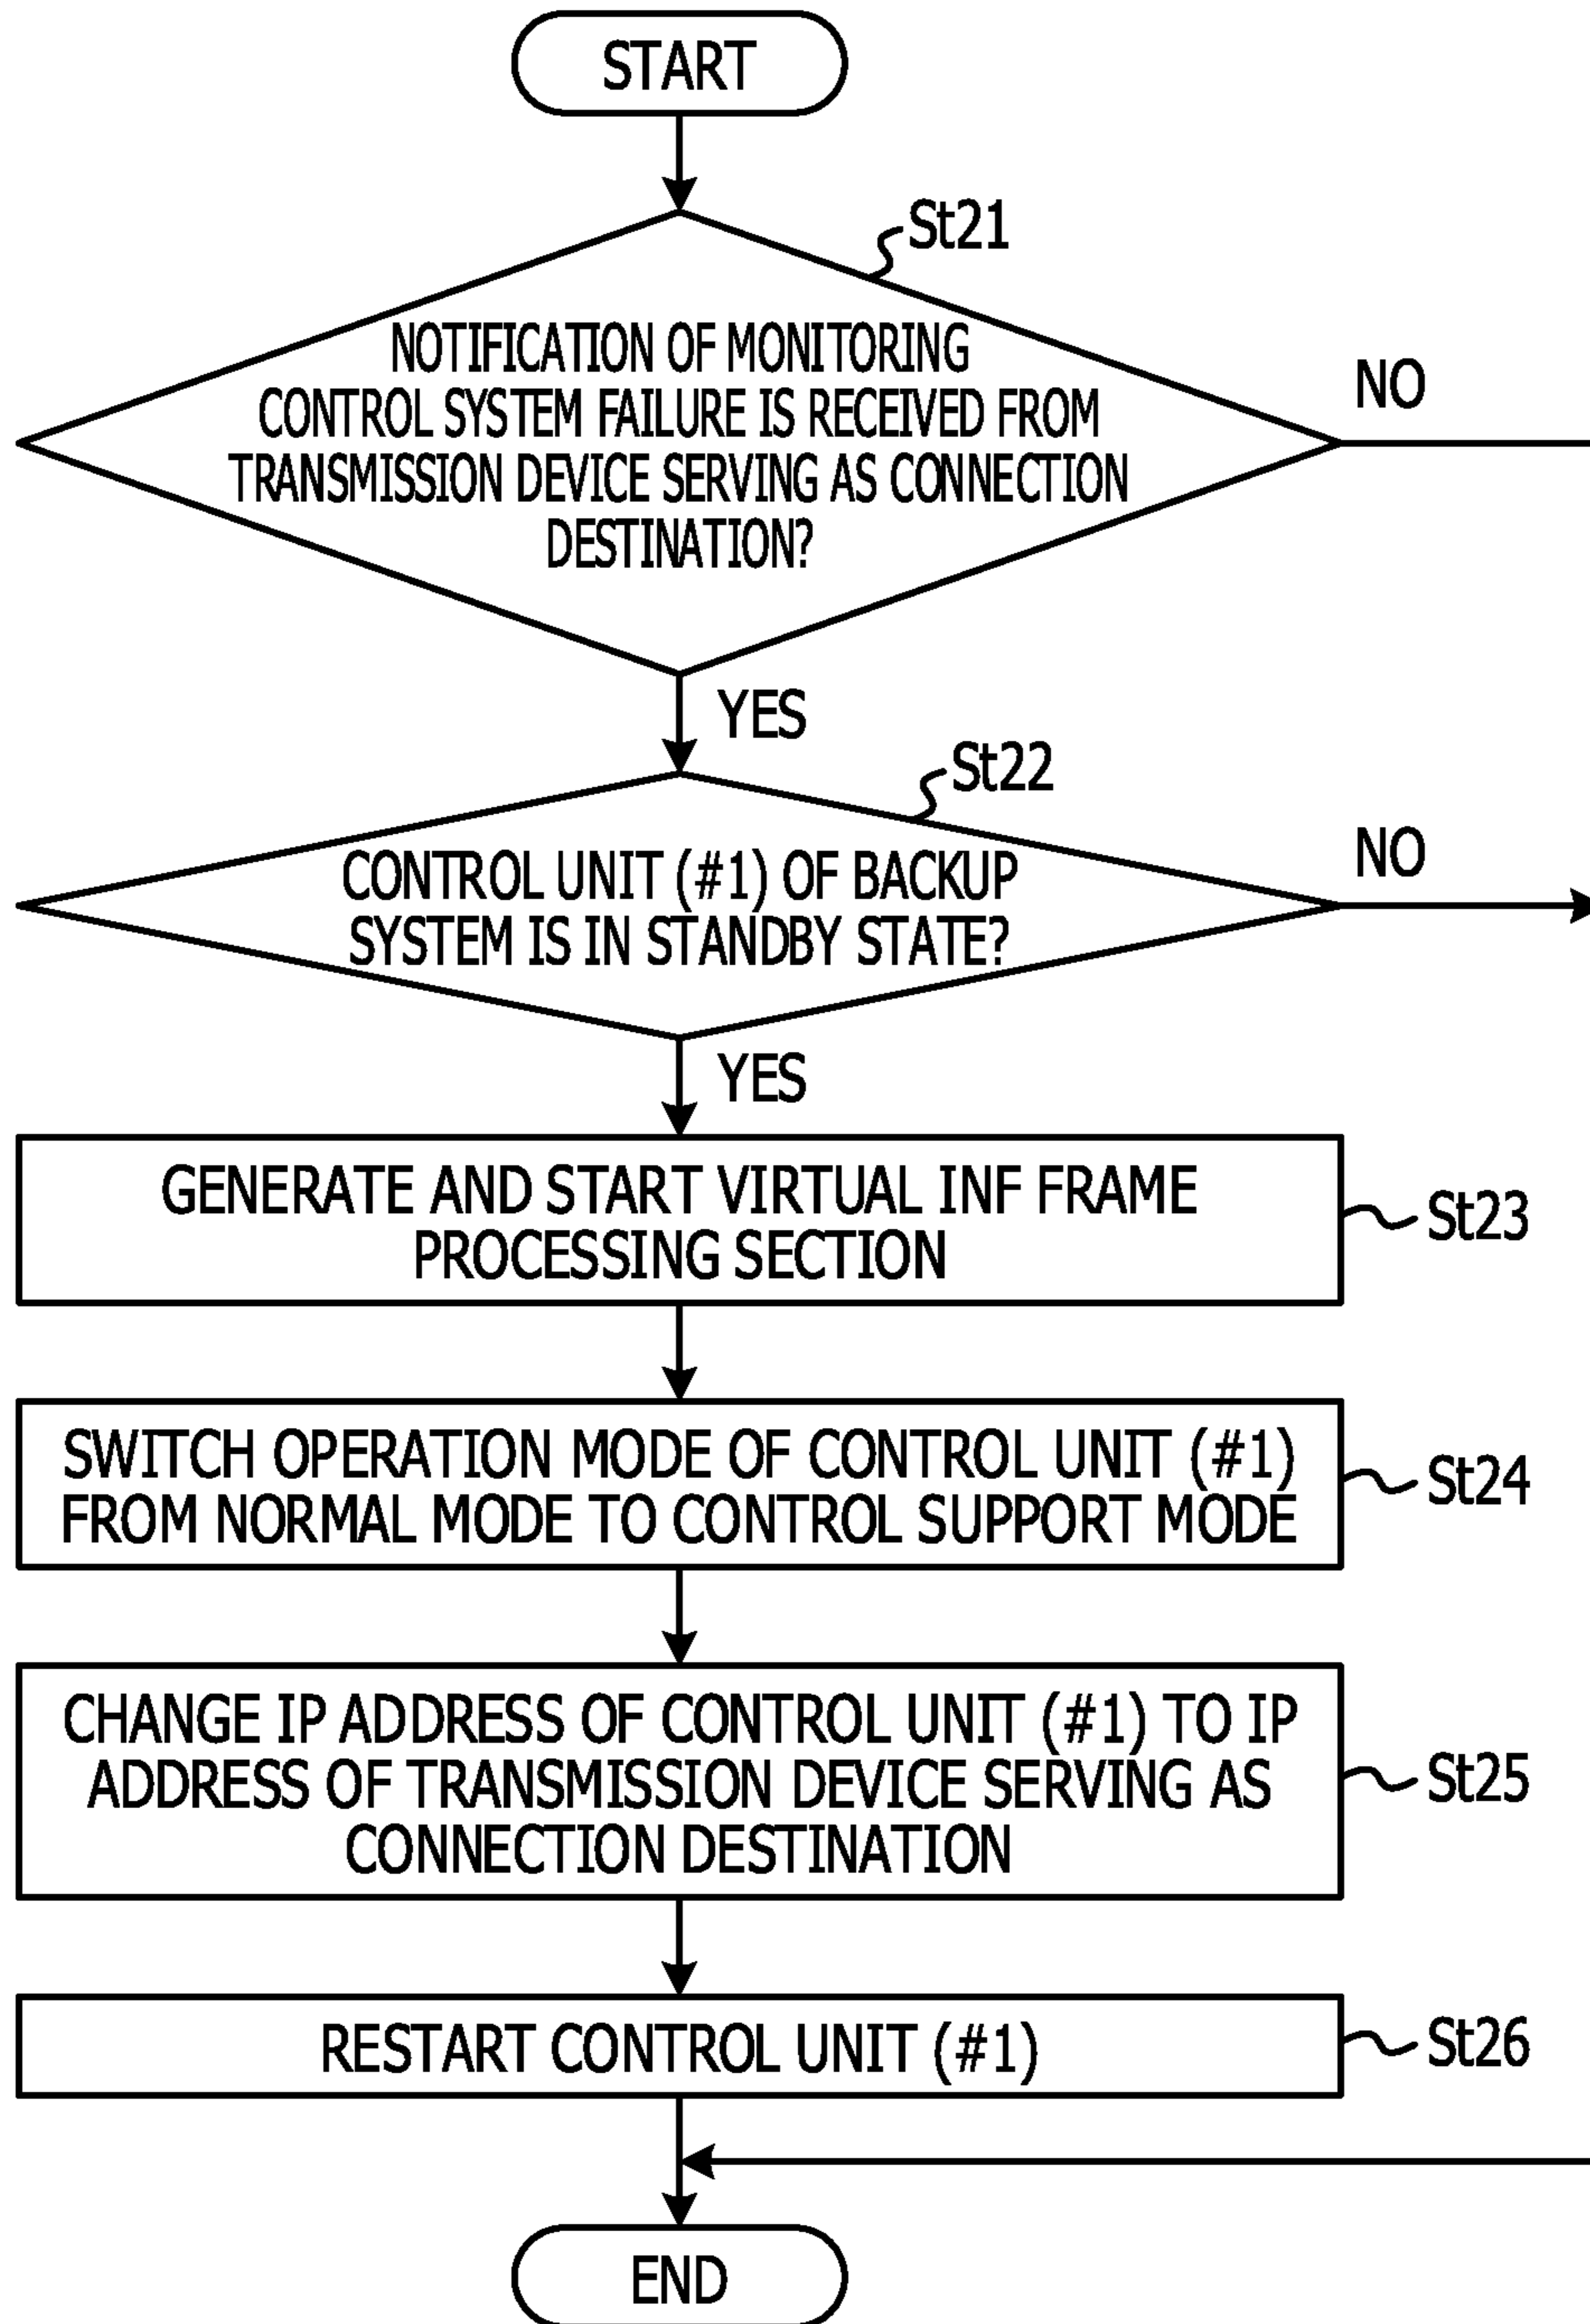 START
St21
NOTIFICATION OF MONITORING
CONTROL SYSTEM FAILURE IS RECEIVED FROM
TRANSMISSION DEVICE SERVING AS CONNECTION
DESTINATION?
NO
YES
St22
CONTROL UNIT (#1) OF BACKUP
SYSTEM IS IN STANDBY STATE?
NO
YES
GENERATE AND START VIRTUAL INF FRAME
PROCESSING SECTION
St23
SWITCH OPERATION MODE OF CONTROL UNIT (#1)
FROM NORMAL MODE TO CONTROL SUPPORT MODE
St24
CHANGE IP ADDRESS OF CONTROL UNIT (#1) TO IP
ADDRESS OF TRANSMISSION DEVICE SERVING AS
CONNECTION DESTINATION
St25
RESTART CONTROL UNIT (#1)
St26
END